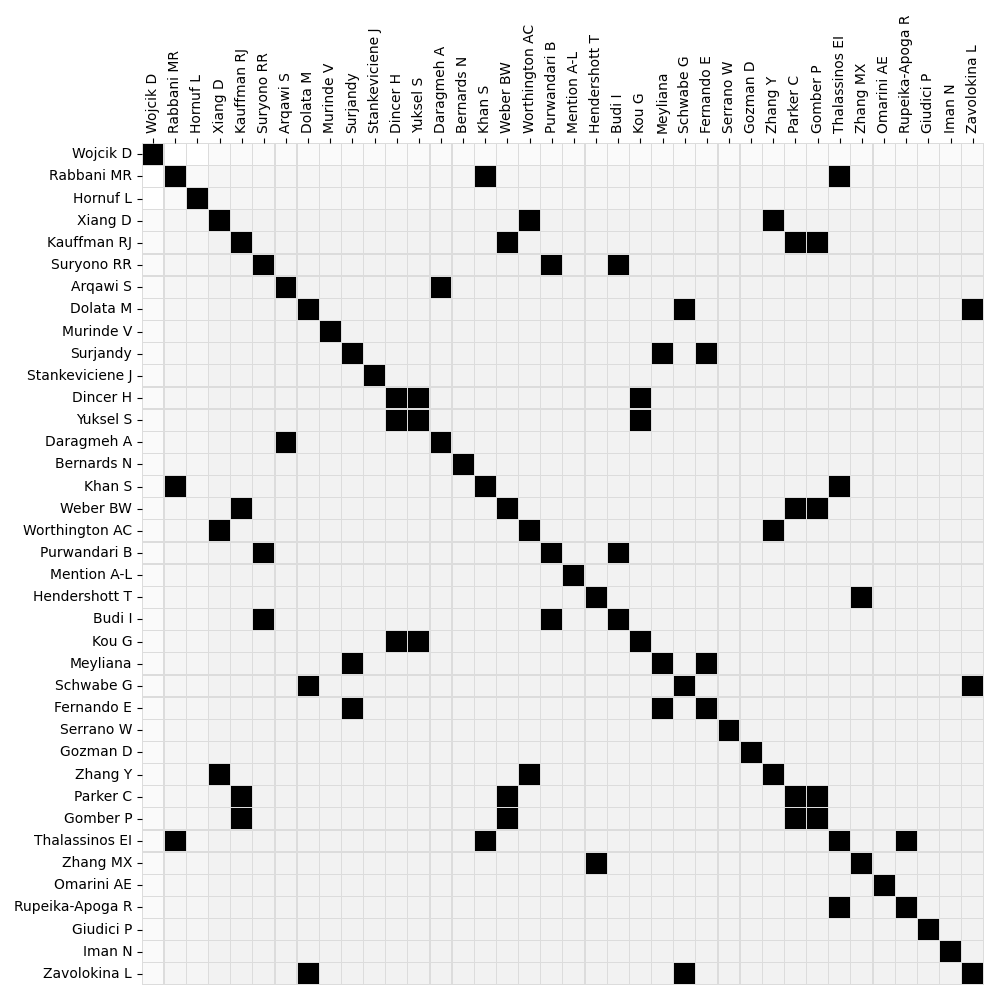 Wojcik D
Rabbani MR
Hornuf L
Xiang D
Kauffman RJ
Suryono RR
Arqawi S
Dolata M
Murinde V
Surjandy
Stankeviciene J
Dincer H
Yuksel S
Daragmeh A
Bernards N
Khan S
Weber BW
Worthington AC
Purwandari B
Mention A-L
Hendershott T
Budi I
Kou G
Meyliana
Schwabe G
Fernando E
Serrano W
Gozman D
Zhang Y
Parker C
Gomber P
Thalassinos EI
Zhang MX
Omarini AE
Rupeika-Apoga R
Giudici P
Iman N
Zavolokina L
Wojcik D
Rabbani MR
Hornuf L
Xiang D
Kauffman RJ
Suryono RR
Arqawi S
Dolata M
Murinde V
Surjandy
Stankeviciene J
Dincer H
Yuksel S
Daragmeh A
Bernards N
Khan S
Weber BW
Worthington AC
Purwandari B
Mention A-L
Hendershott T
Budi I
Kou G
Meyliana
Schwabe G
Fernando E
Serrano W
Gozman D
Zhang Y
Parker C
Gomber P
Thalassinos EI
Zhang MX
Omarini AE
Rupeika-Apoga R
Giudici P
Iman N
Zavolokina L